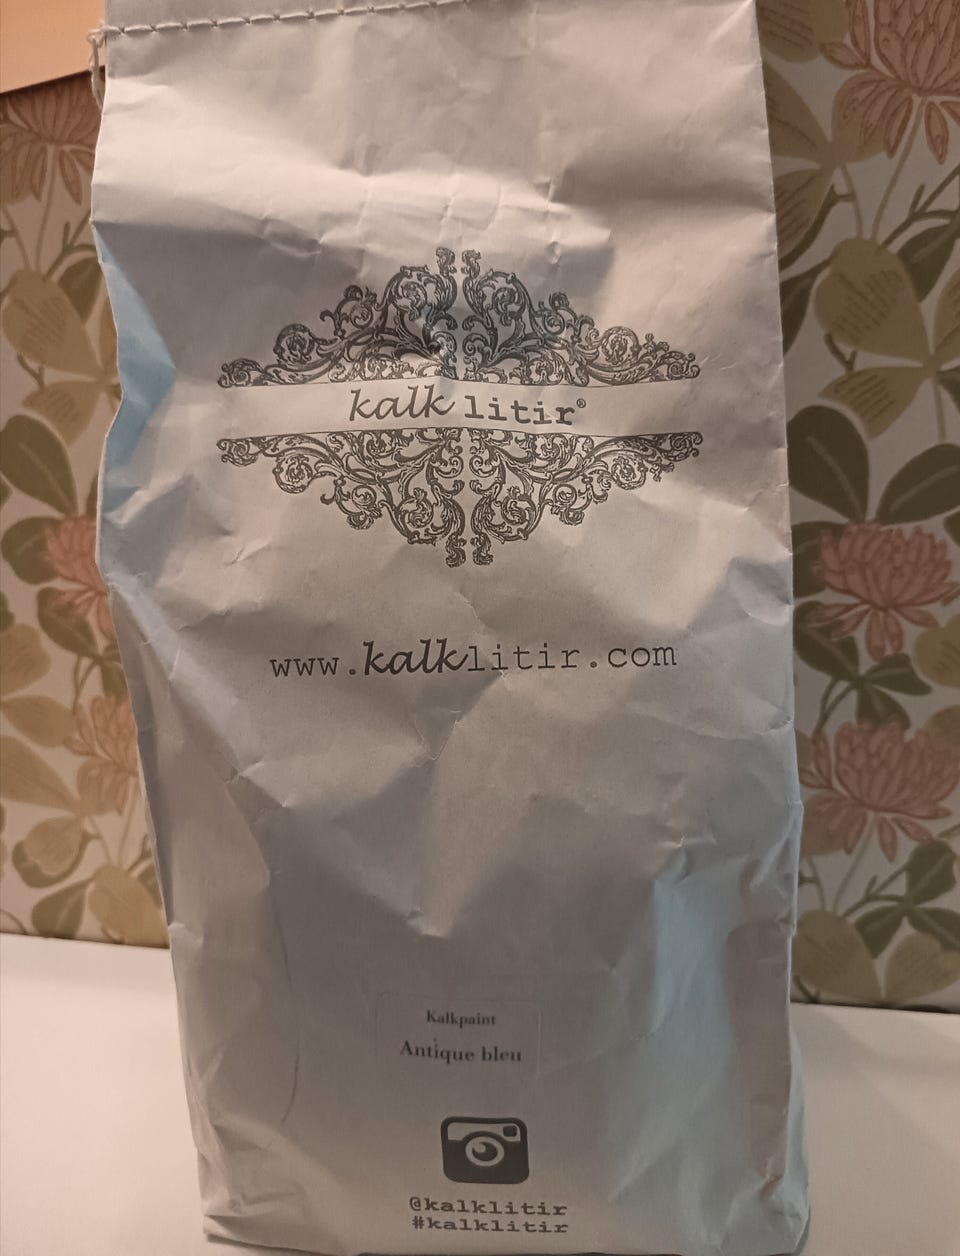 kalk litir®
www.kalklitir.com
Kalkpaint
Antique bleu
@kalklitir
#kalklitir